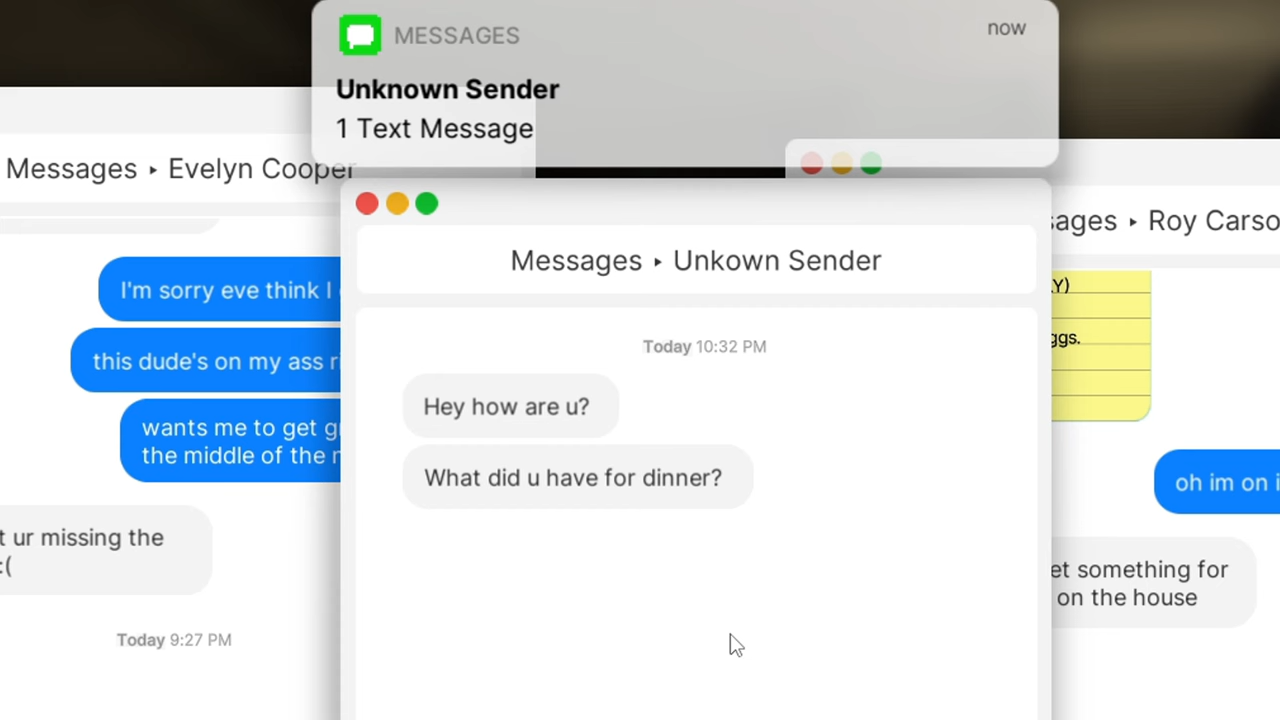 MESSAGES
now
Unknown Sender
1 Text Message
Messages ▸ Evelyn Cooper
I'm sorry eve think I
this dude's on my ass
wants me to get
the middle of the
ur missing the
:(
Today 9:27 PM
Messages ▸ Unkown Sender
Today 10:32 PM
Hey how are u?
What did u have for dinner?
Roy
oh im on
something for
on the house